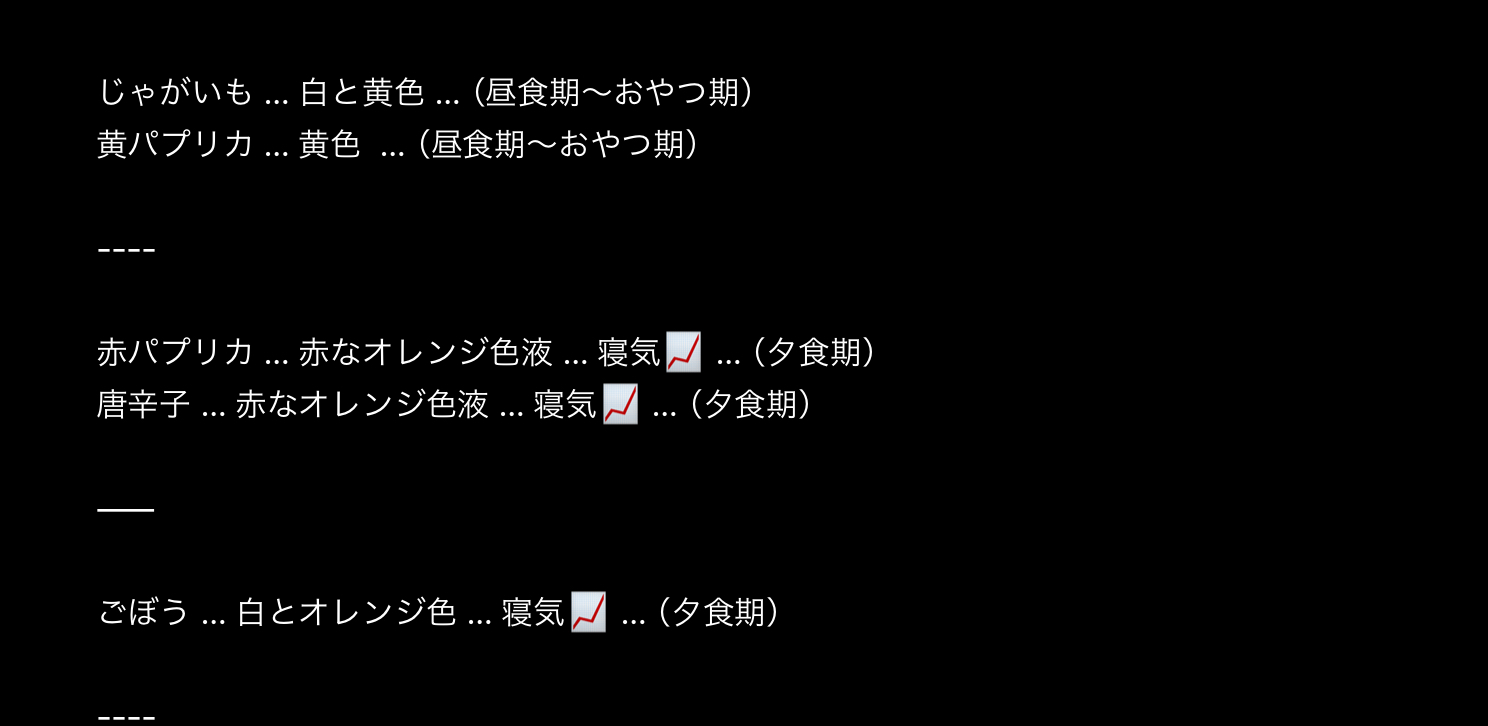 じゃがいも ... 白と黄色 ... （昼食期〜おやつ期）
黄パプリカ ... 黄色  ... （昼食期〜おやつ期）
----
赤パプリカ ... 赤なオレンジ色液 ... 寝気📈 ... （夕食期）
唐辛子 ... 赤なオレンジ色液 ... 寝気📈 ... （夕食期）
——
ごぼう ... 白とオレンジ色 ... 寝気📈 ... （夕食期）
----